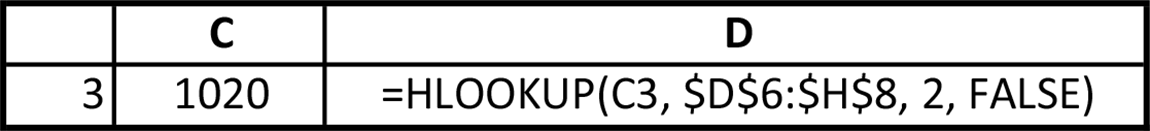 C D
3 1020 =HLOOKUP(C3, $D$6:$H$8, 2, FALSE)